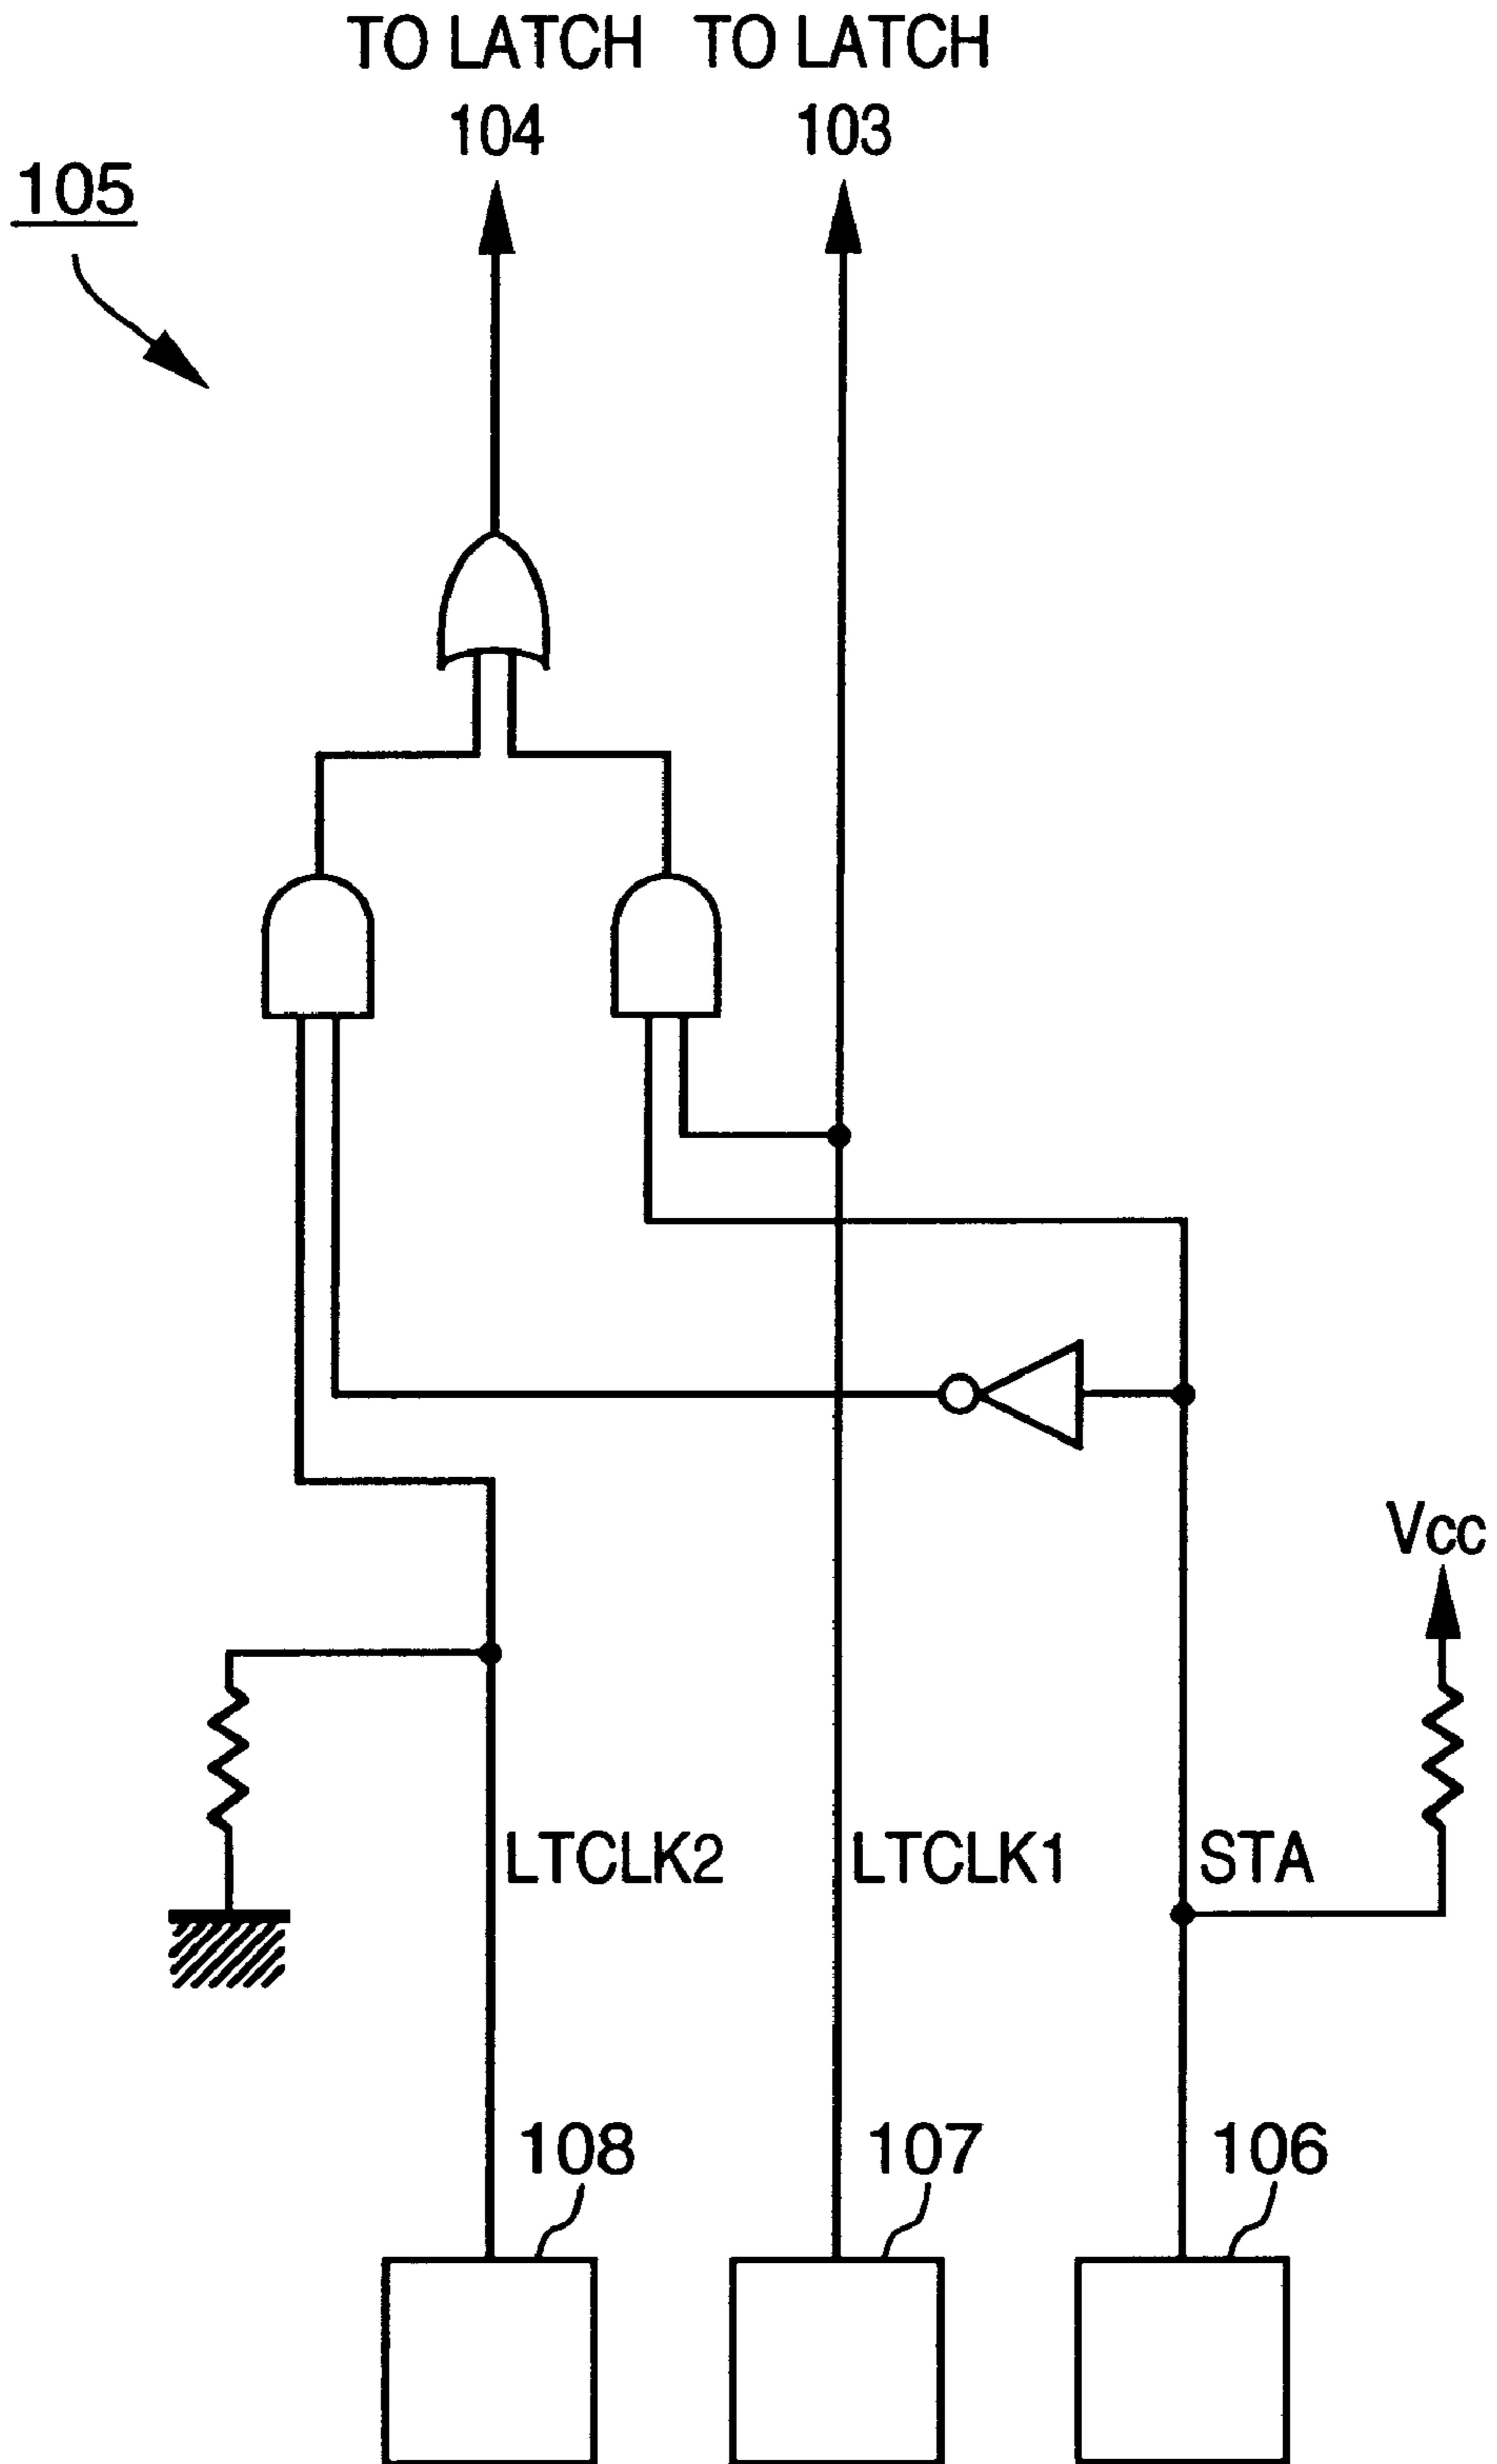 TO LATCH 104
TO LATCH 103
105
Vcc
LTCLK2
LTCLK1
STA
108
107
106